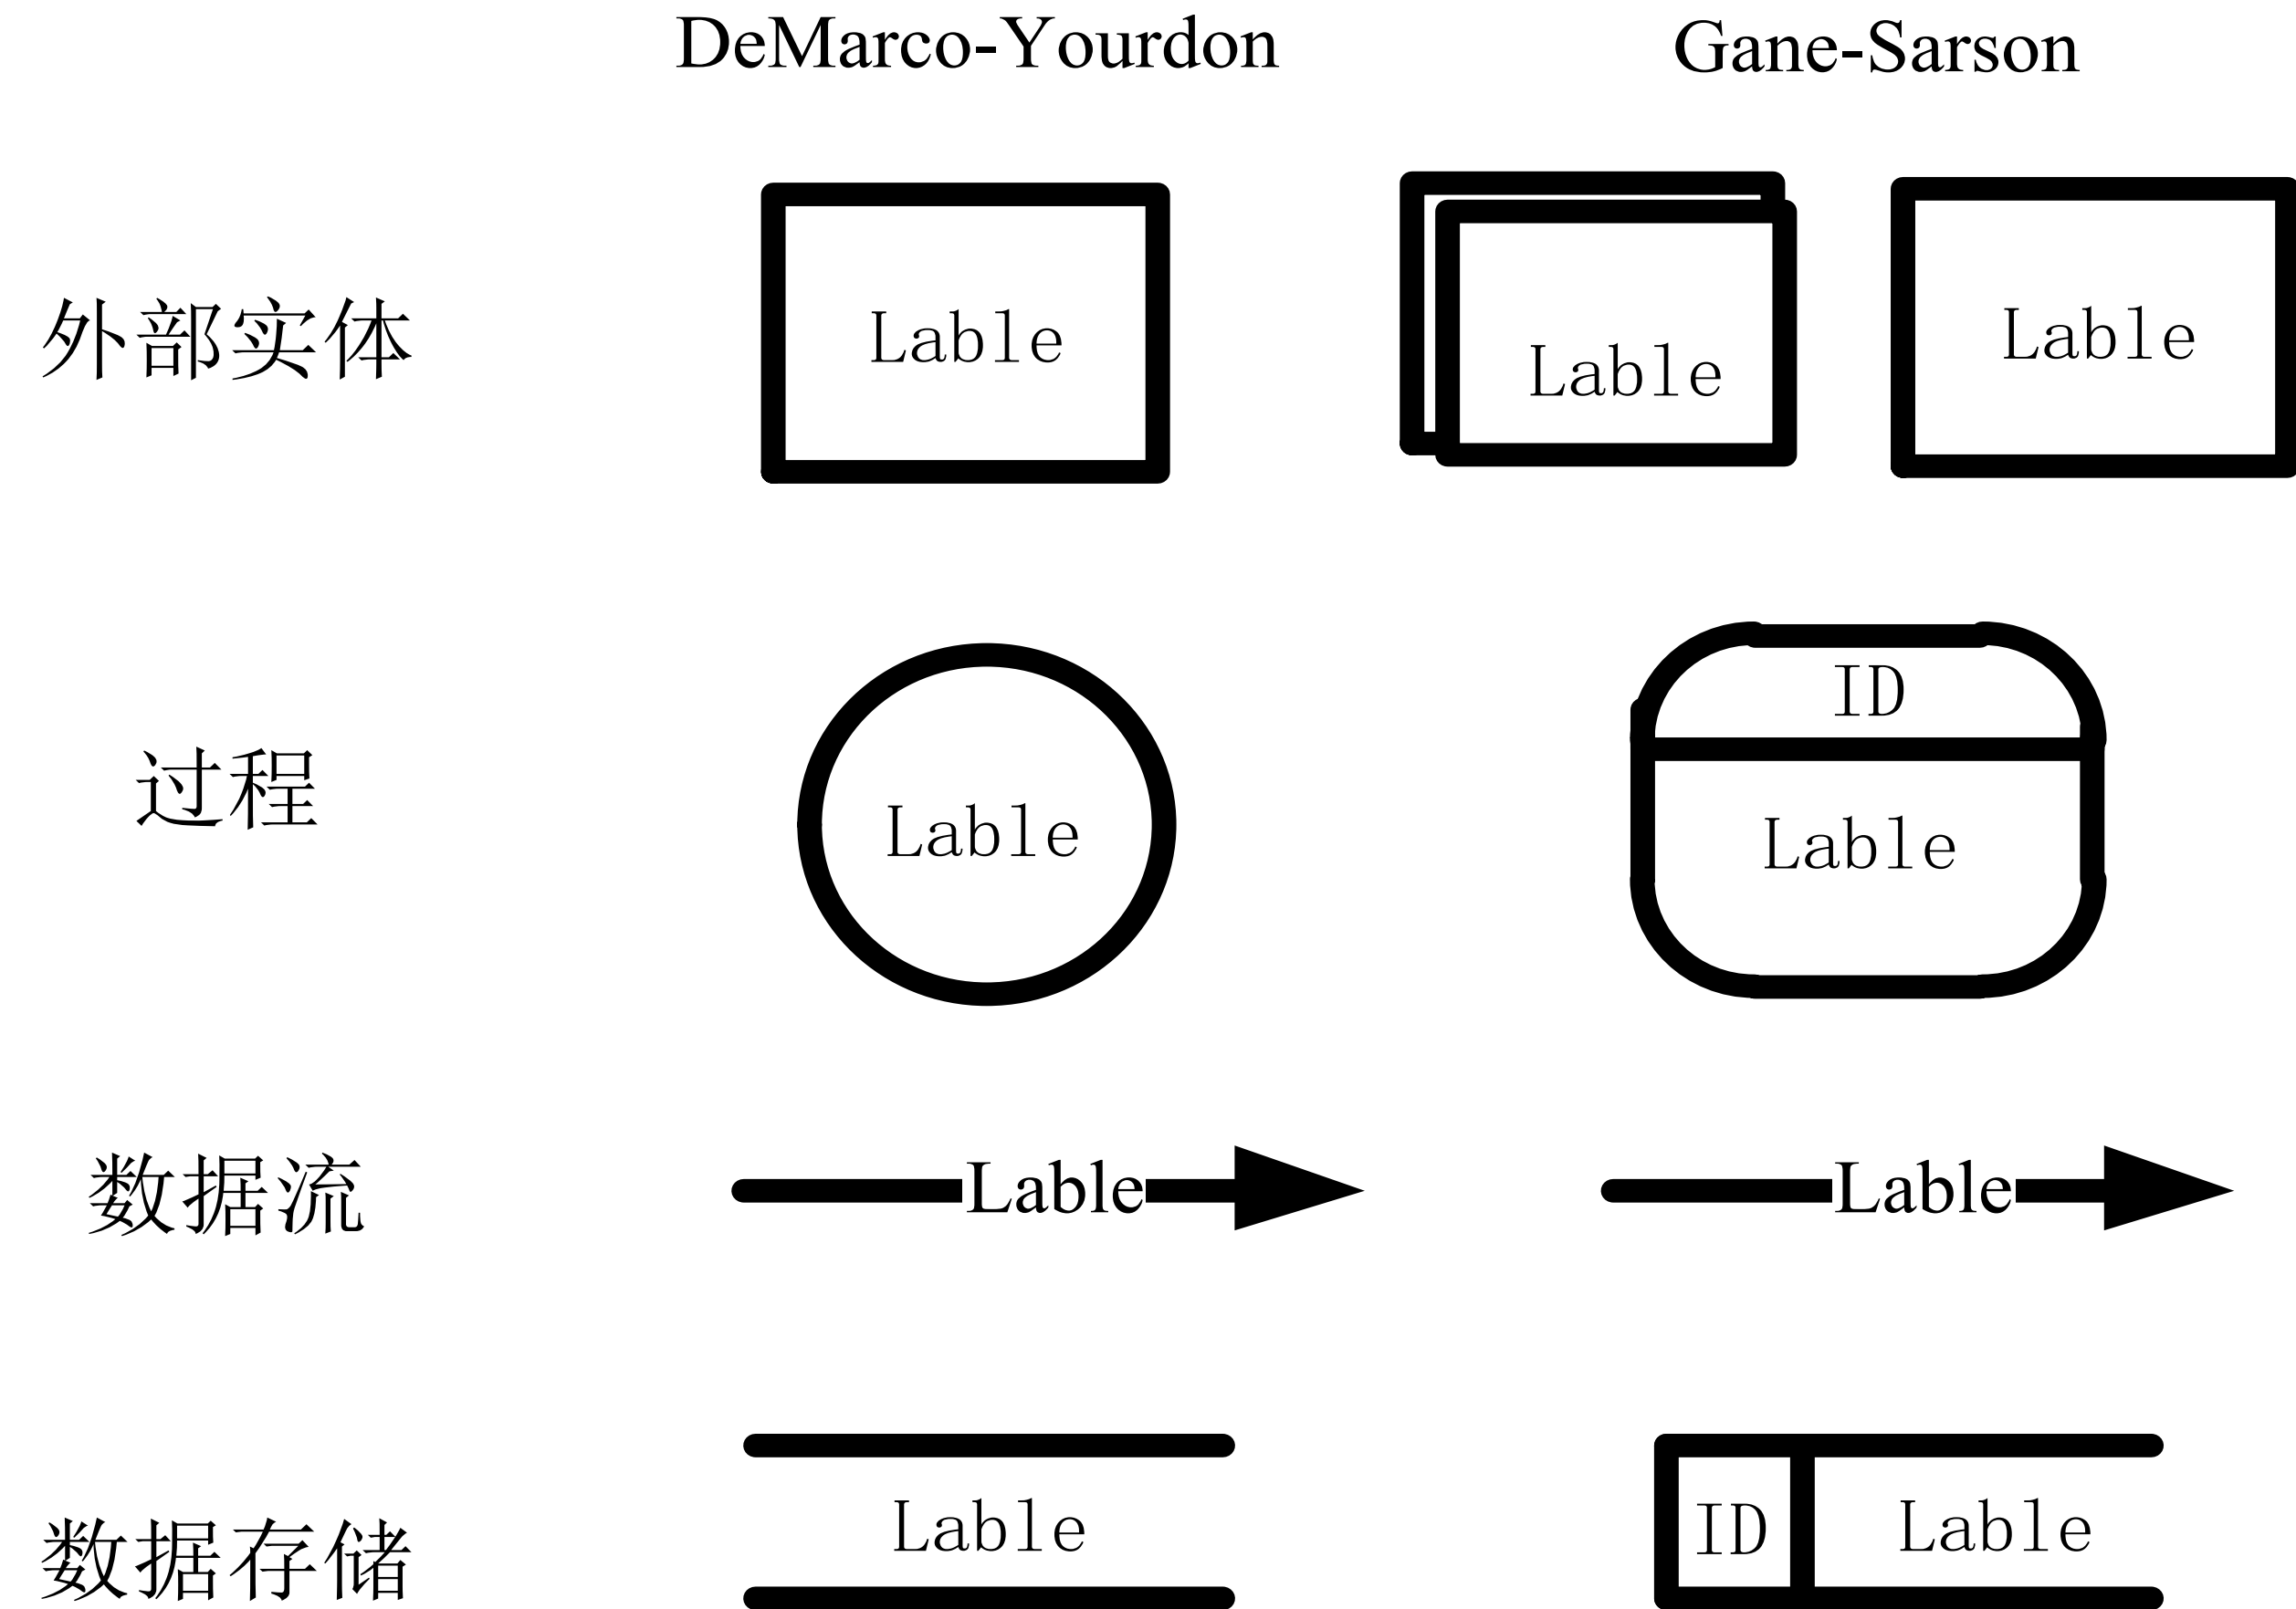 DeMarco-Yourdon Gane-Sarson
外部实体 Lable Lable Lable
ID
过程 Lable Lable
数据流 Lable Lable
数据存储 Lable ID Lable